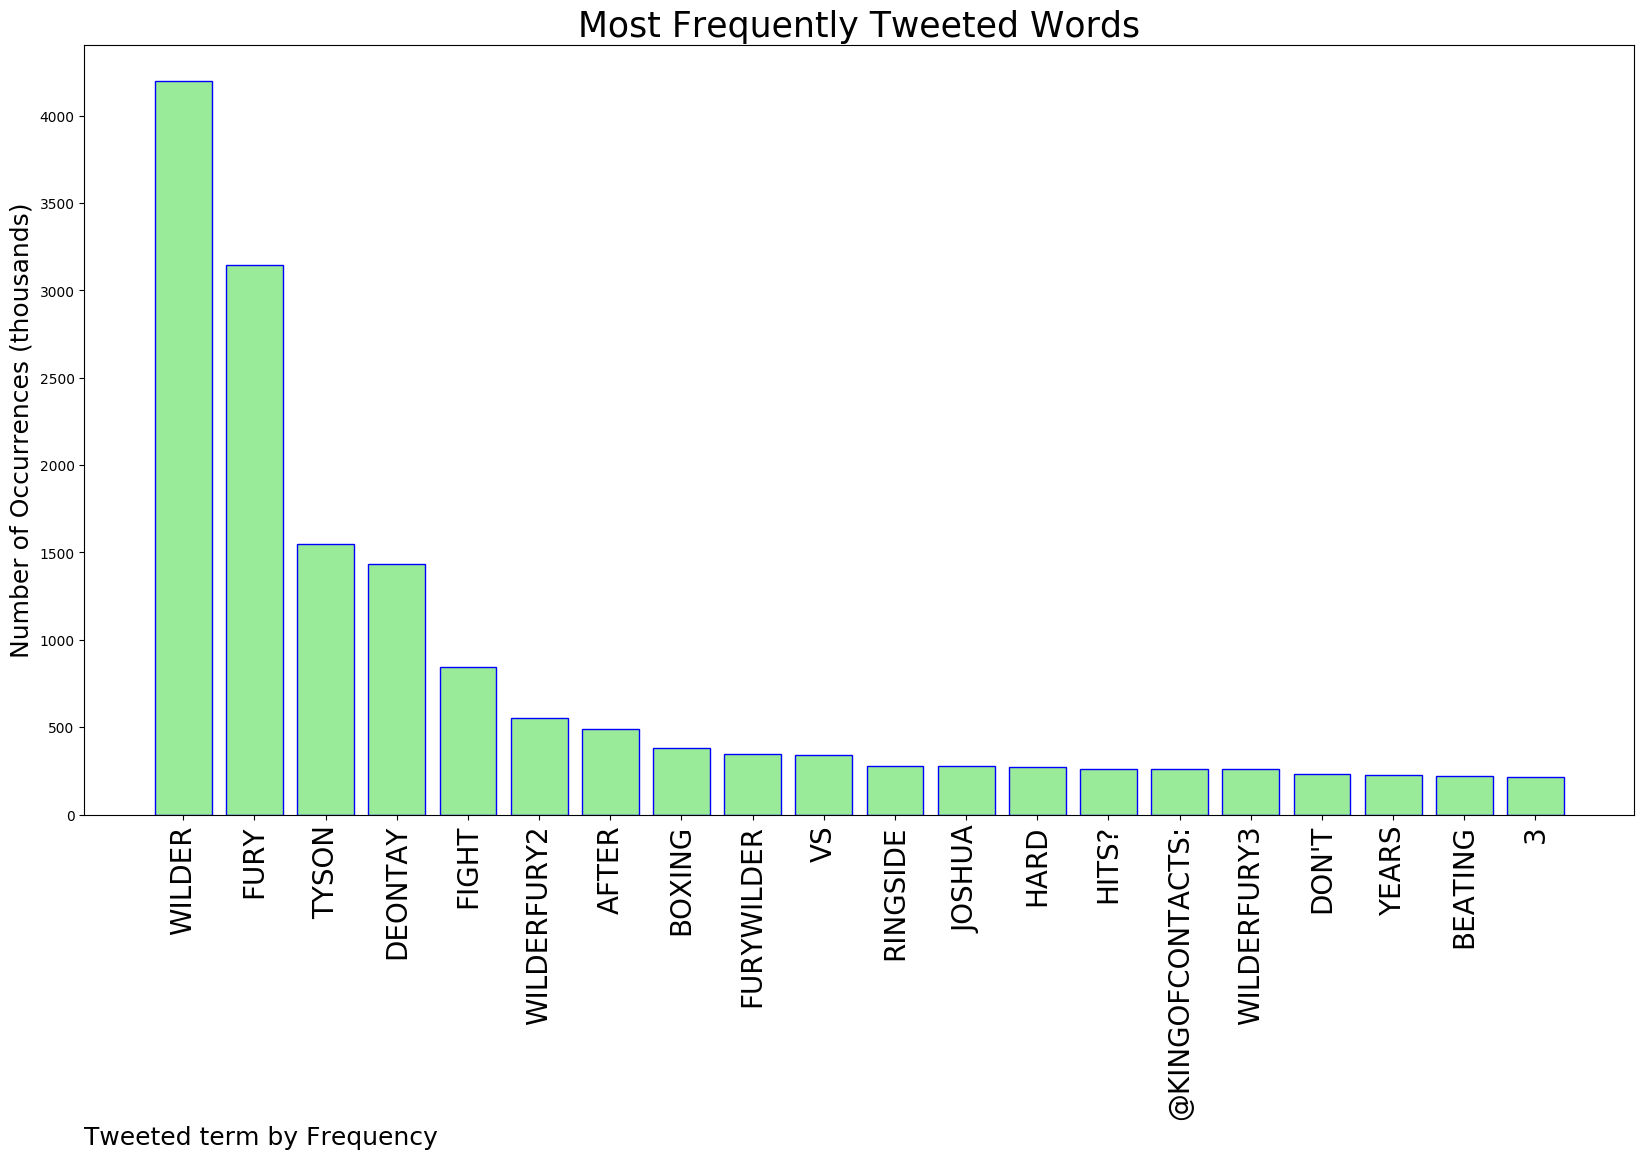 Most Frequently Tweeted Words
Number of Occurrences (thousands)
4000
3500
3000
2500
2000
1500
1000
500
0
WILDER
FURY
TYSON
DEONTAY
FIGHT
WILDERFURY2
AFTER
BOXING
FURYWILDER
VS
RINGSIDE
JOSHUA
HARD
HITS?
@KINGOFCONTACTS:
WILDERFURY3
DON'T
YEARS
BEATING
3
Tweeted term by Frequency